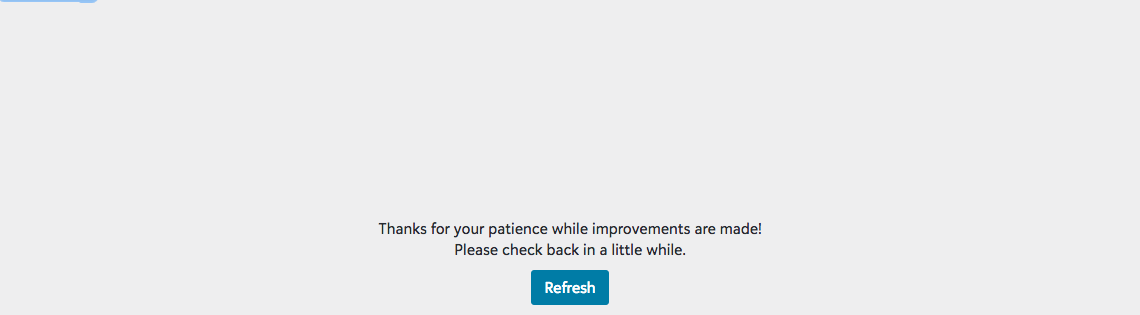 Thanks for your patience while improvements are made!
Please check back in a little while.
Refresh